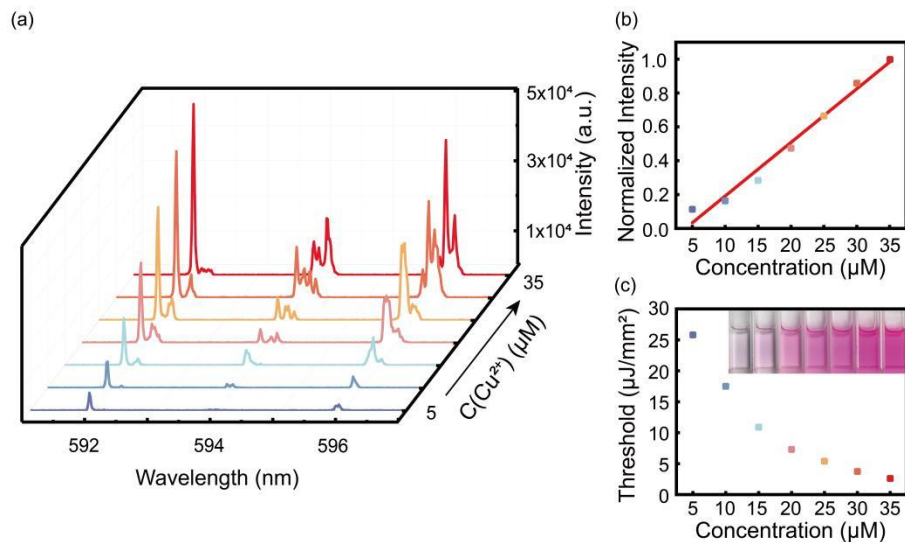 (a)
5x10⁴
3x10⁴
1x10⁴
Intensity (a.u.)
35
5
C(Cu²⁺) (μM)
592
594
596
Wavelength (nm)
(b)
1.0
0.8
0.6
0.4
0.2
0.0
Normalized Intensity
5 10 15 20 25 30 35
Concentration (μM)
(c)
30
25
20
15
10
5
0
Threshold (μJ/mm²)
5 10 15 20 25 30 35
Concentration (μM)